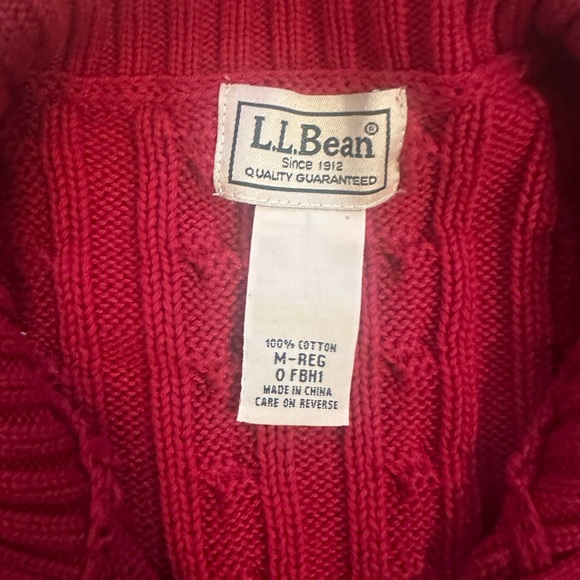 L.L.Bean®
Since 1912
QUALITY GUARANTEED
100% COTTON
M-REG
0 FBH1
MADE IN CHINA
CARE ON REVERSE